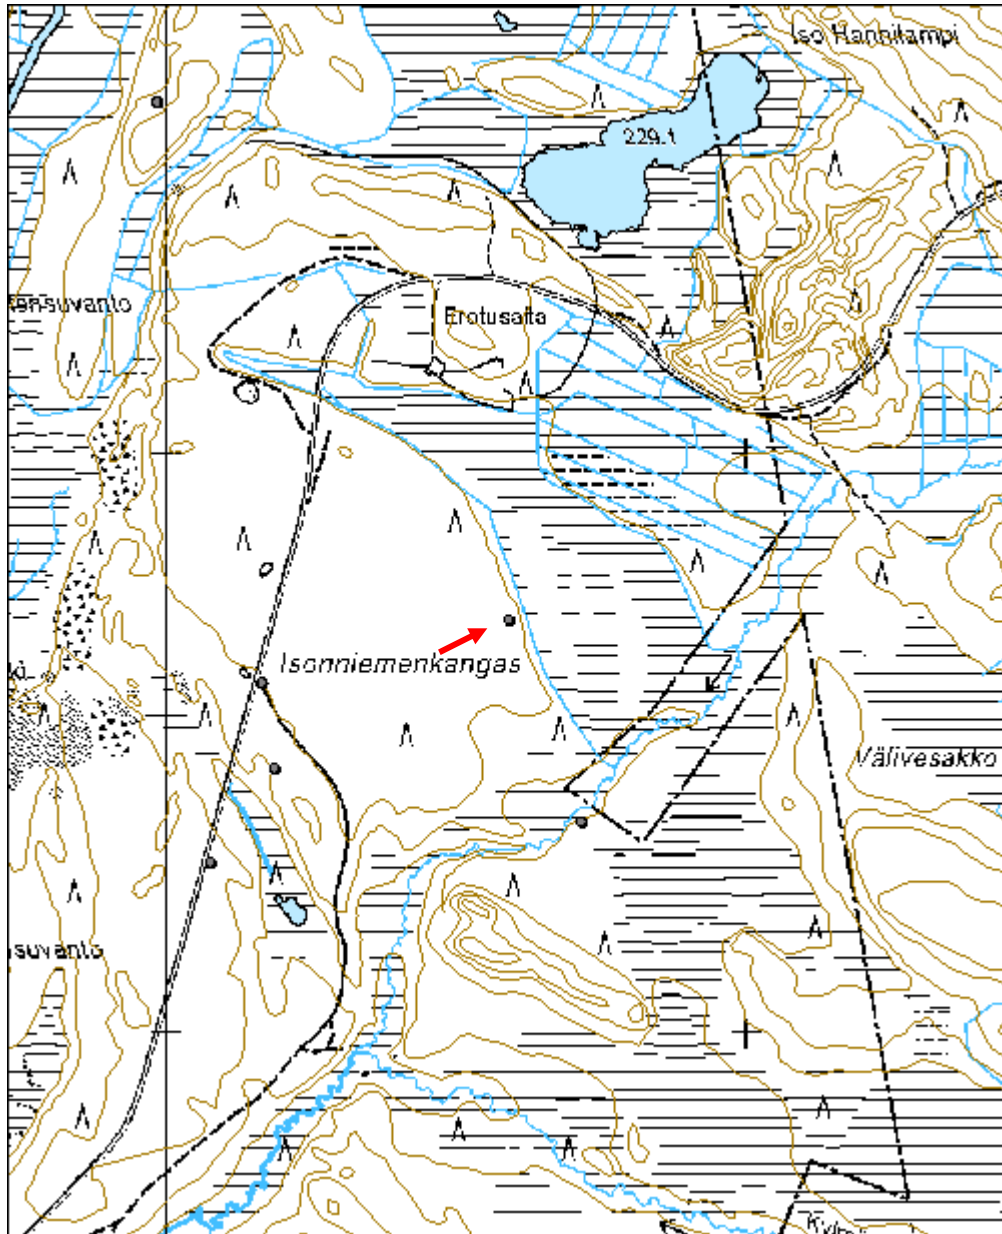 Iso Hannilampi
229.1
Erotusaita
Isonniemenkangas
Välivesakko